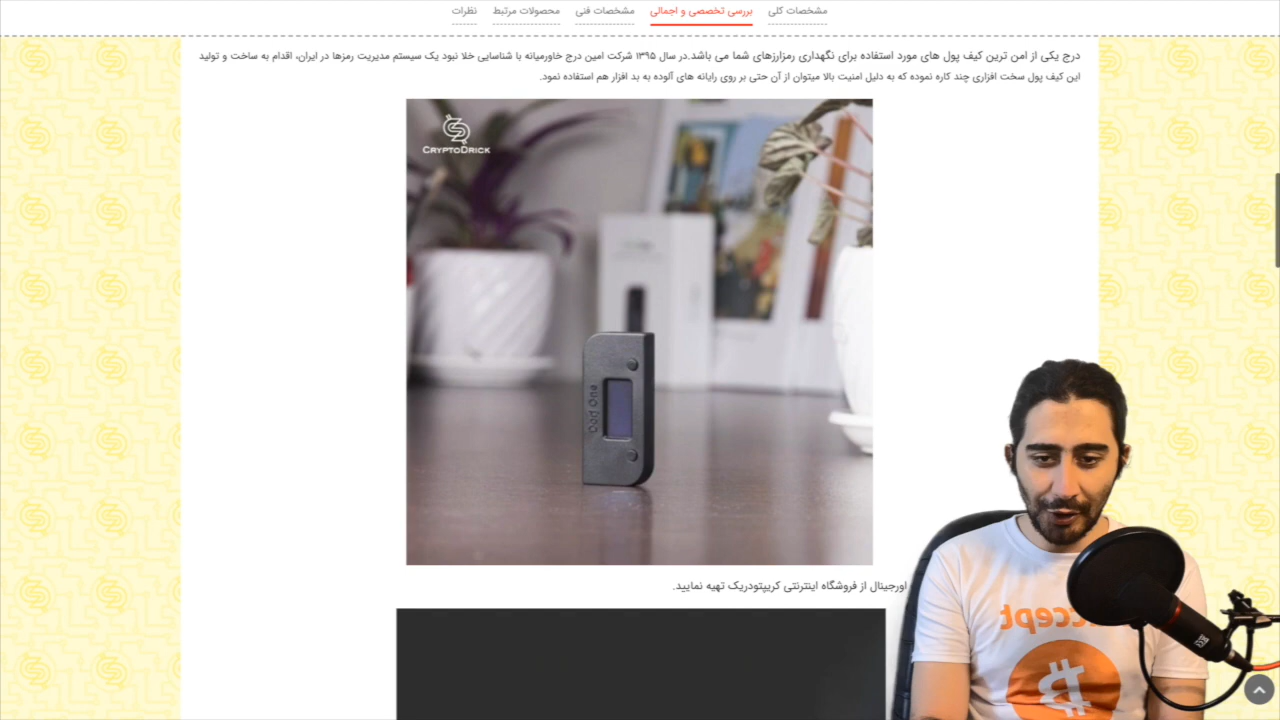 مشخصات کلی
بررسی تخصصی و اجمالی
مشخصات فنی
محصولات مرتبط
نظرات
درج یکی از امن ترین کیف پول های مورد استفاده برای نگهداری رمزارزهای شما می باشد.در سال ۱۳۹۵ شرکت امین درج خاورمیانه با شناسایی خلا نبود یک سیستم مدیریت رمزها در ایران، اقدام به ساخت و تولید
این کیف پول سخت افزاری چند کاره نموده که به دلیل امنیت بالا میتوان از آن حتی بر روی رایانه های آلوده به بد افزار هم استفاده نمود.
CRYPTODRICK
One
اورجینال از فروشگاه اینترنتی کریپتودریک تهیه نمایید.
ccept